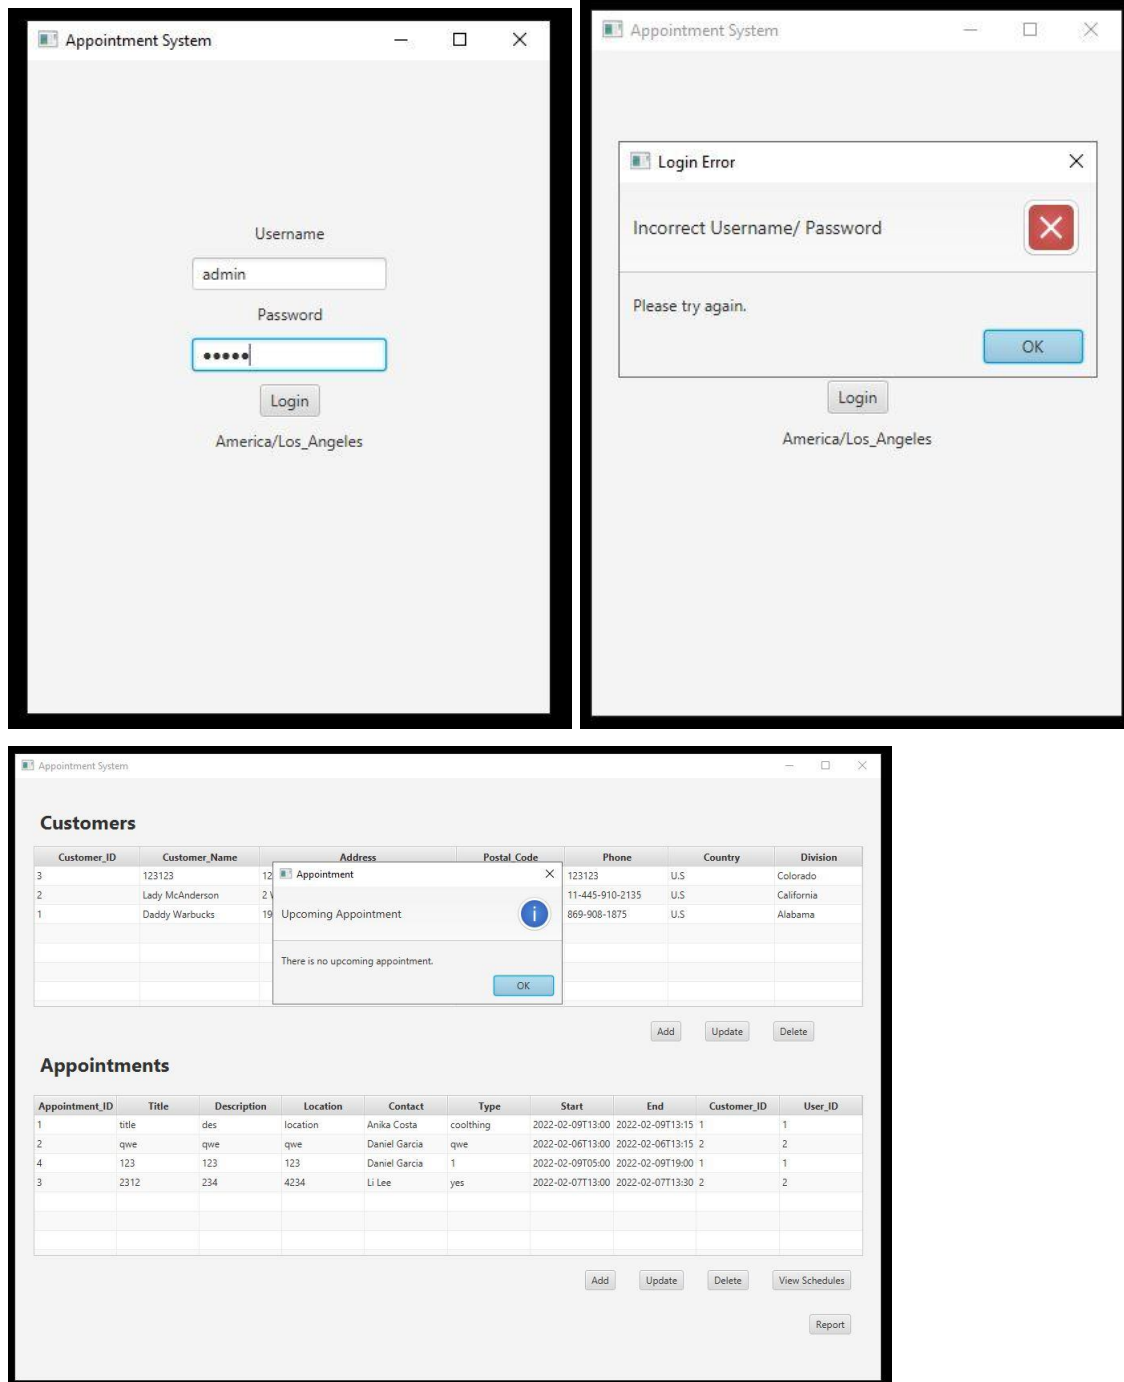 Appointment System
Username
admin
Password
Login
America/Los_Angeles
Appointment System
Login Error
Incorrect Username/ Password
Please try again.
OK
Login
America/Los_Angeles
Appointment System
Customers
Customer_ID Customer_Name Address Postal_Code Phone Country Division
3 123123 12 123123 U.S Colorado
2 Lady McAnderson 2 11-445-910-2135 U.S California
1 Daddy Warbucks 19 869-908-1875 U.S Alabama
Appointment
Upcoming Appointment
There is no upcoming appointment.
OK
Add Update Delete
Appointments
Appointment_ID Title Description Location Contact Type Start End Customer_ID User_ID
1 title des location Anika Costa coolthing 2022-02-09T13:00 2022-02-09T13:15 1 1
2 qwe qwe qwe Daniel Garcia qwe 2022-02-06T13:00 2022-02-06T13:15 2 2
4 123 123 123 Daniel Garcia 1 2022-02-09T05:00 2022-02-09T19:00 1 1
3 2312 234 4234 Li Lee yes 2022-02-07T13:00 2022-02-07T13:30 2 2
Add Update Delete View Schedules
Report